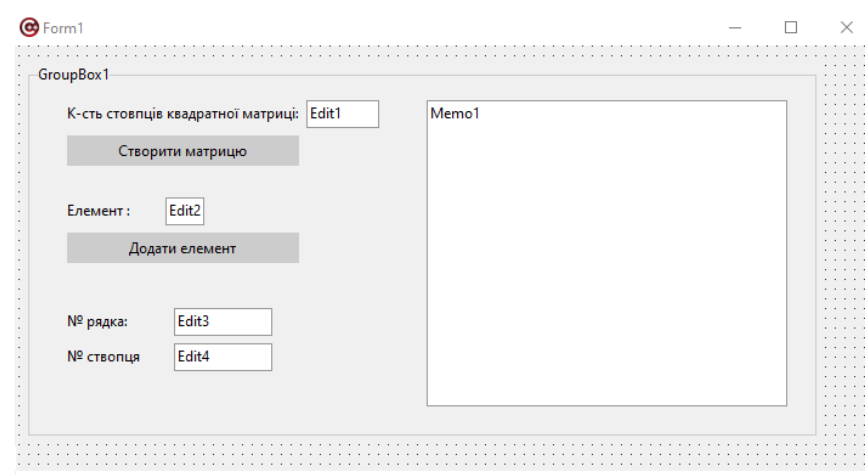 Form1
GroupBox1
К-сть стовпців квадратної матриці: Edit1
Memo1
Створити матрицю
Елемент : Edit2
Додати елемент
№ рядка: Edit3
№ ствопця Edit4